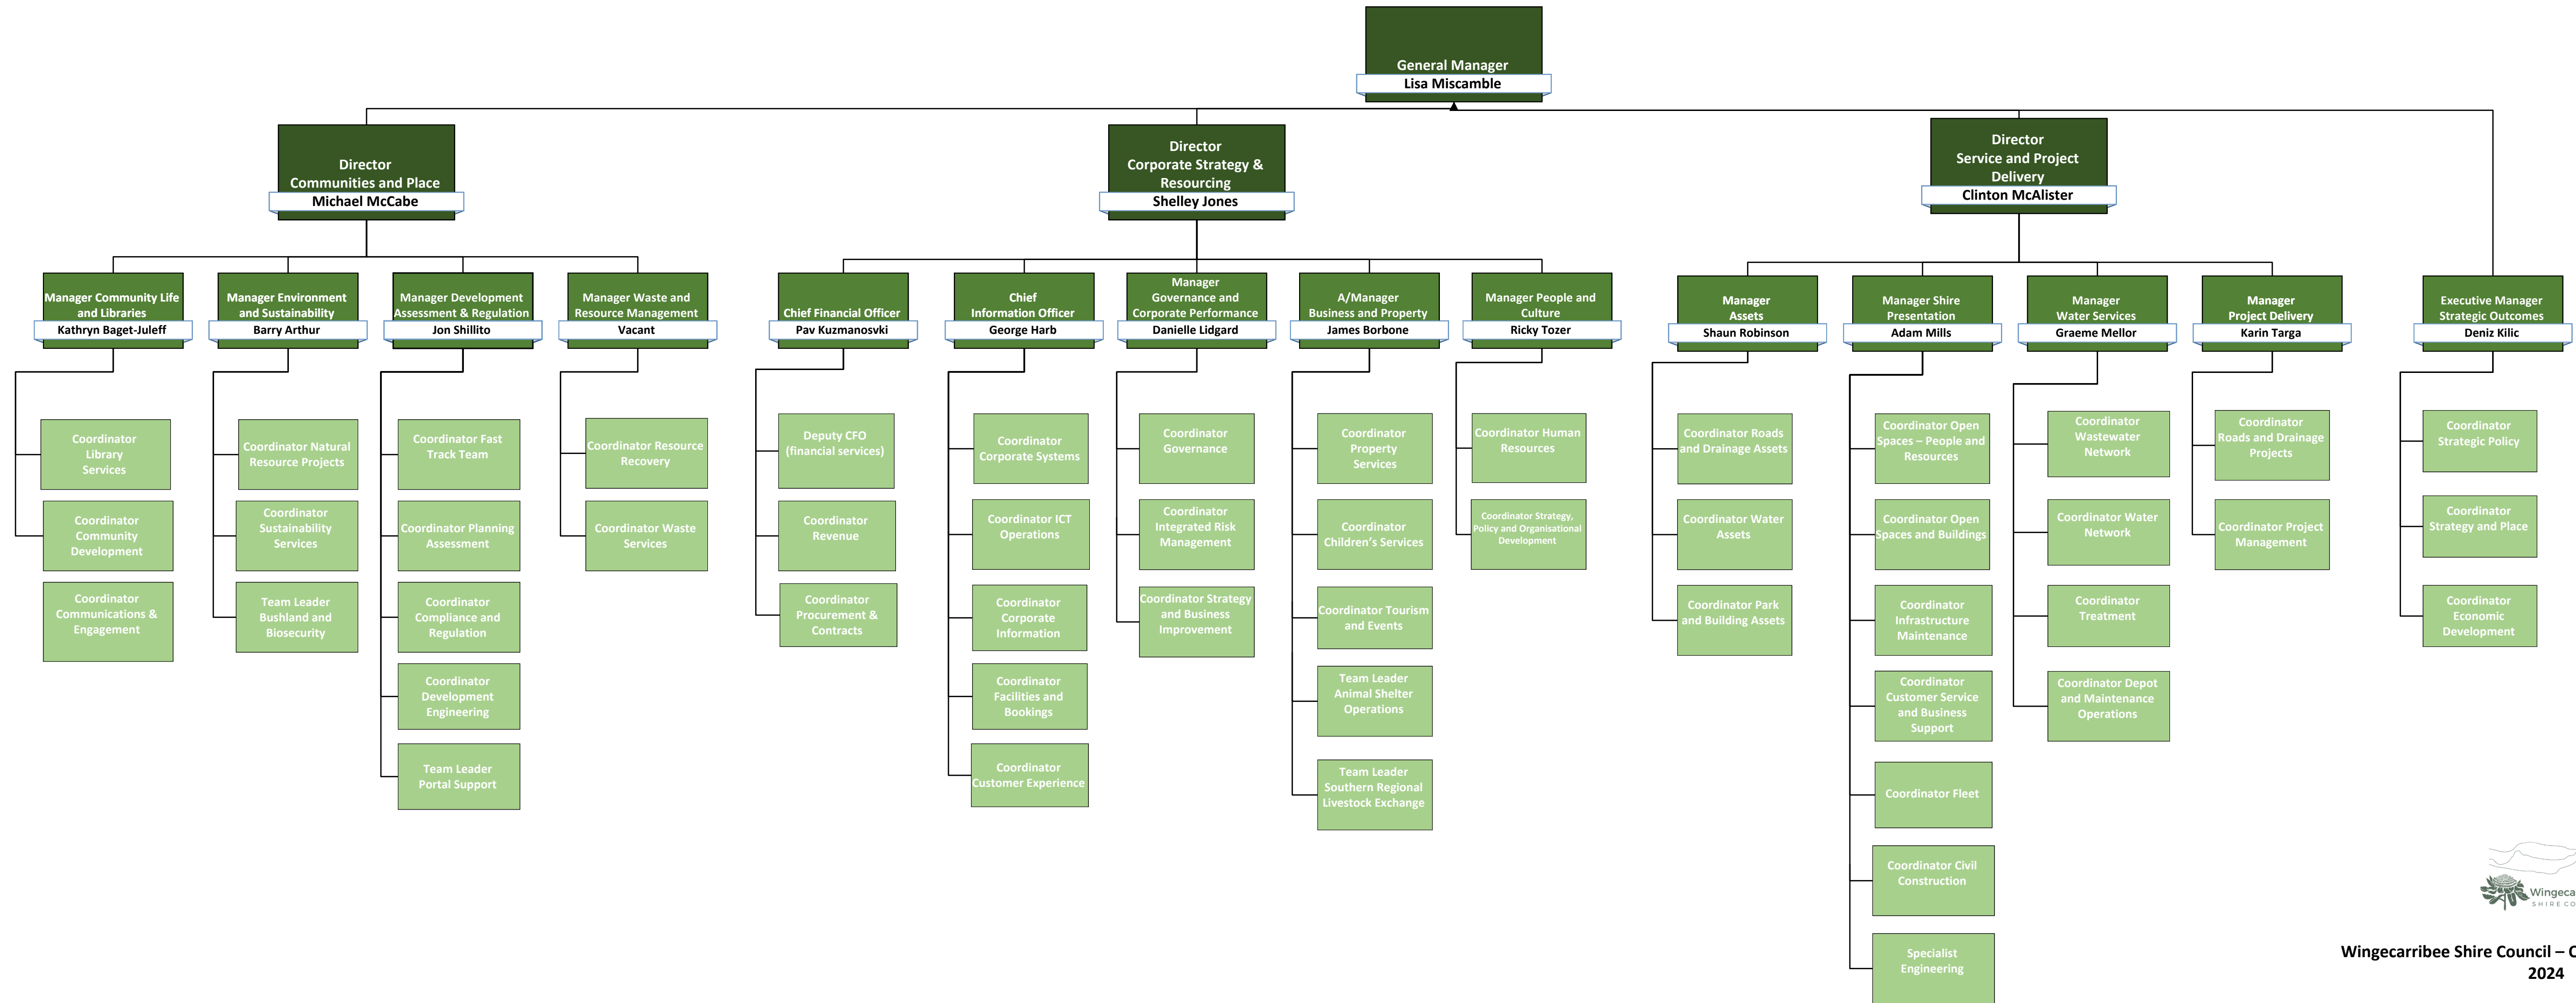 General Manager
Lisa Miscamble
Director
Communities and Place
Michael McCabe
Director
Corporate Strategy &
Resourcing
Shelley Jones
Director
Service and Project
Delivery
Clinton McAlister
Manager Community Life
and Libraries
Kathryn Baget-Juleff
Manager Environment
and Sustainability
Barry Arthur
Manager Development
Assessment & Regulation
Jon Shillito
Manager Waste and
Resource Management
Vacant
Chief Financial Officer
Pav Kuzmanosvki
Chief
Information Officer
George Harb
Manager
Governance and
Corporate Performance
Danielle Lidgard
A/Manager
Business and Property
James Borbone
Manager People and
Culture
Ricky Tozer
Manager
Assets
Shaun Robinson
Manager Shire
Presentation
Adam Mills
Manager
Water Services
Graeme Mellor
Manager
Project Delivery
Karin Targa
Executive Manager
Strategic Outcomes
Deniz Kilic
Coordinator
Library
Services
Coordinator
Community
Development
Coordinator
Communications &
Engagement
Coordinator Natural
Resource Projects
Coordinator
Sustainability
Services
Team Leader
Bushland and
Biosecurity
Coordinator Fast
Track Team
Coordinator Planning
Assessment
Coordinator
Compliance and
Regulation
Coordinator
Development
Engineering
Team Leader
Portal Support
Coordinator Resource
Recovery
Coordinator Waste
Services
Deputy CFO
(financial services)
Coordinator
Revenue
Coordinator
Procurement &
Contracts
Coordinator
Corporate Systems
Coordinator ICT
Operations
Coordinator
Corporate
Information
Coordinator
Facilities and
Bookings
Coordinator
Customer Experience
Coordinator
Governance
Coordinator
Integrated Risk
Management
Coordinator Strategy
and Business
Improvement
Coordinator
Property
Services
Coordinator
Children’s Services
Coordinator Tourism
and Events
Team Leader
Animal Shelter
Operations
Team Leader
Southern Regional
Livestock Exchange
Coordinator Human
Resources
Coordinator Strategy,
Policy and Organisational
Development
Coordinator Roads
and Drainage Assets
Coordinator Water
Assets
Coordinator Park
and Building Assets
Coordinator Open
Spaces – People and
Resources
Coordinator Open
Spaces and Buildings
Coordinator
Infrastructure
Maintenance
Coordinator
Customer Service
and Business
Support
Coordinator Fleet
Coordinator Civil
Construction
Specialist
Engineering
Coordinator
Wastewater
Network
Coordinator Water
Network
Coordinator
Treatment
Coordinator Depot
and Maintenance
Operations
Coordinator
Roads and Drainage
Projects
Coordinator Project
Management
Coordinator
Strategic Policy
Coordinator
Strategy and Place
Coordinator
Economic
Development
Wingeca
SHIRE CO
Wingecarribee Shire Council –
2024